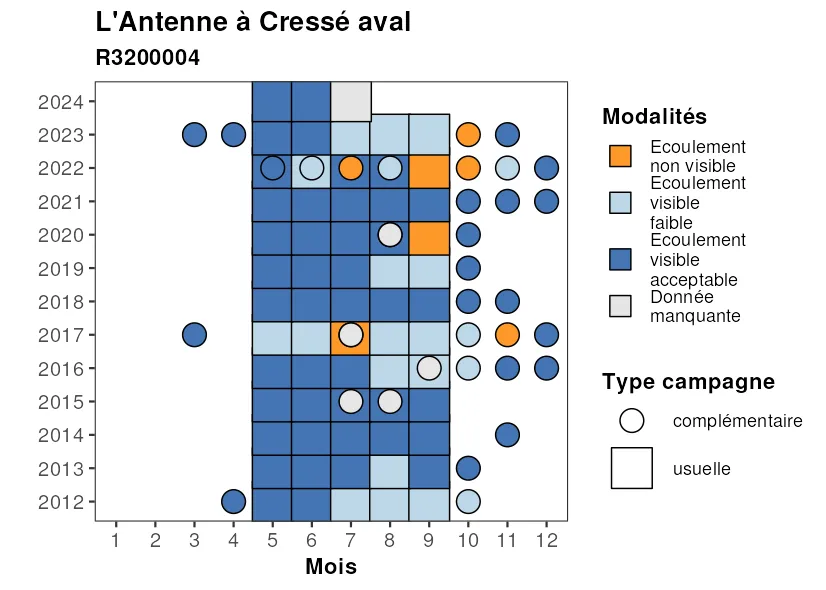 L'Antenne à Cressé aval
R3200004
2024
2023
2022
2021
2020
2019
2018
2017
2016
2015
2014
2013
2012
1 2 3 4 5 6 7 8 9 10 11 12
Mois
Modalités
Ecoulement
non visible
Ecoulement
visible
faible
Ecoulement
visible
acceptable
Donnée
manquante
Type campagne
complémentaire
usuelle